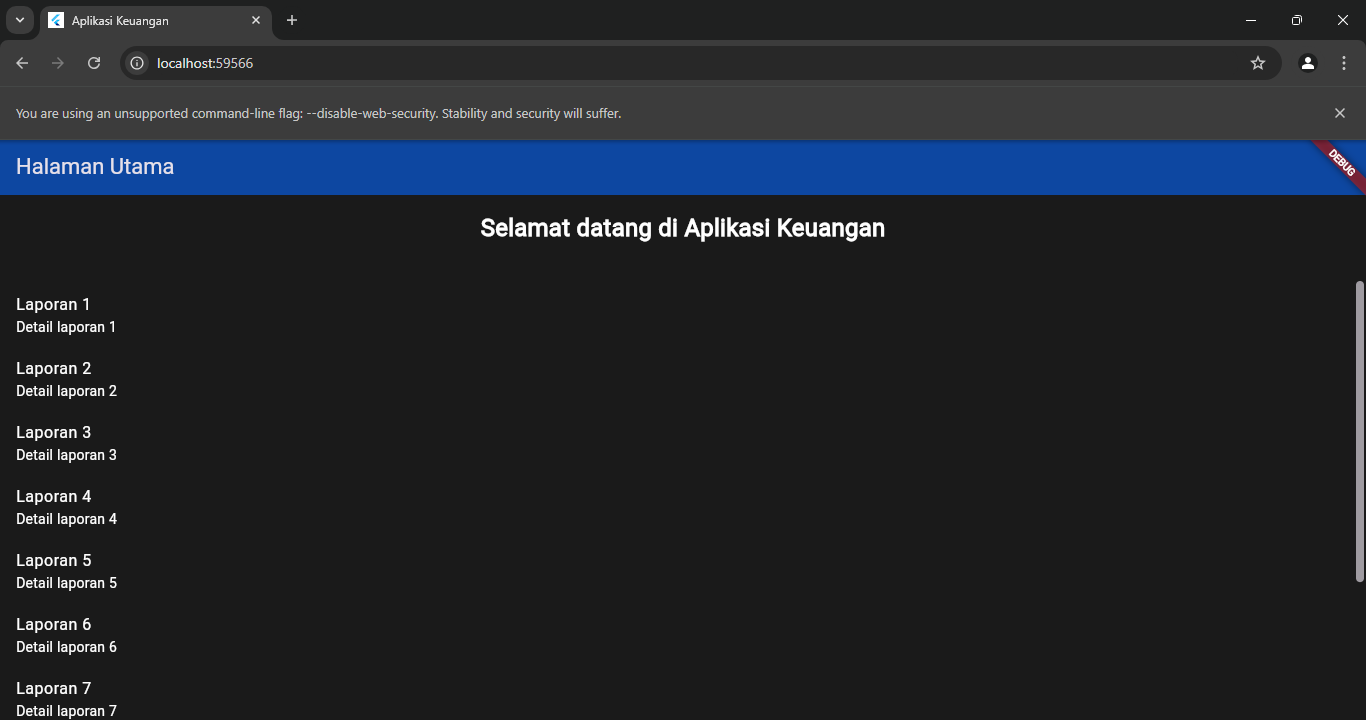 Aplikasi Keuangan
localhost:59566
You are using an unsupported command-line flag: --disable-web-security. Stability and security will suffer.
Halaman Utama
DEBUG
Selamat datang di Aplikasi Keuangan
Laporan 1
Detail laporan 1
Laporan 2
Detail laporan 2
Laporan 3
Detail laporan 3
Laporan 4
Detail laporan 4
Laporan 5
Detail laporan 5
Laporan 6
Detail laporan 6
Laporan 7
Detail laporan 7